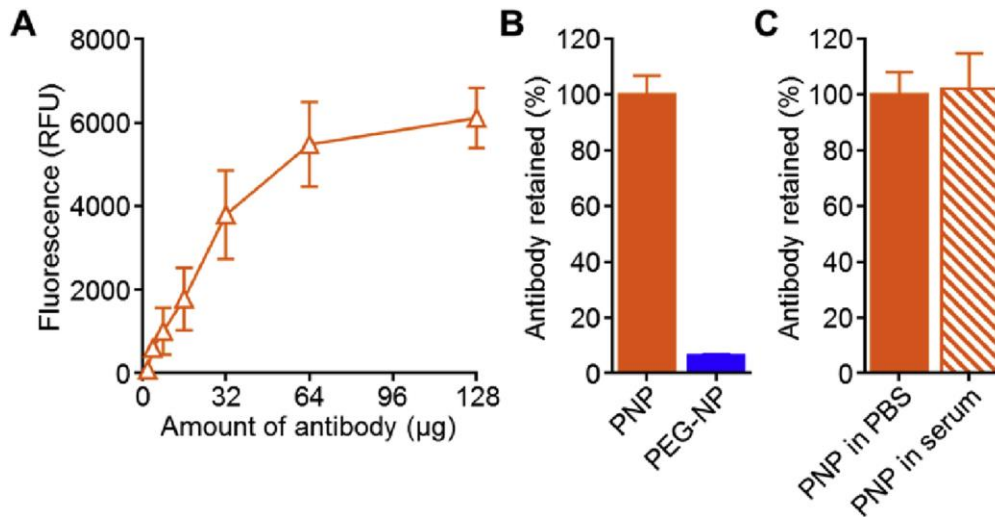 A
8000
6000
4000
2000
0
Fluorescence (RFU)
0 32 64 96 128
Amount of antibody (µg)
B
120
100
80
60
40
20
0
Antibody retained (%)
PNP
PEG-NP
C
120
100
80
60
40
20
0
Antibody retained (%)
PNP in PBS
PNP in serum